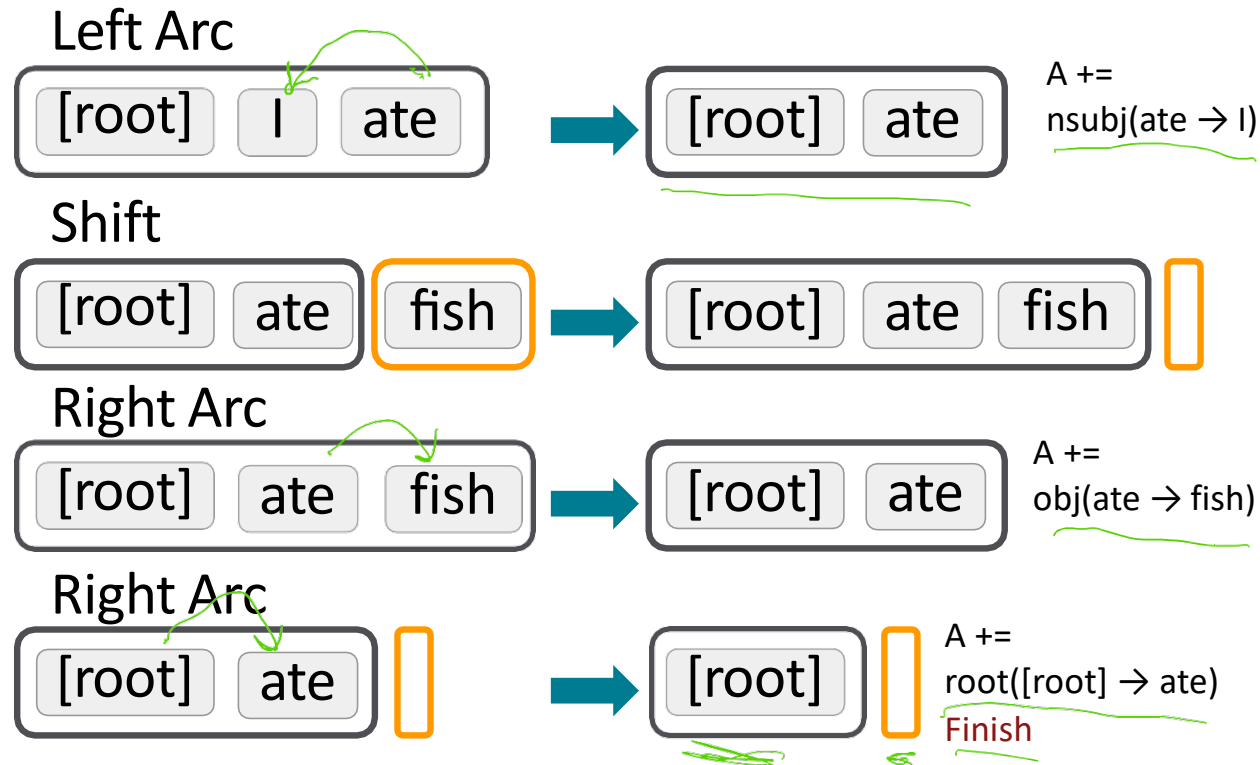 Left Arc
[root] I ate [root] ate
A +=
nsubj(ate → I)
Shift
[root] ate fish [root] ate fish
Right Arc
[root] ate fish [root] ate
A +=
obj(ate → fish)
Right Arc
[root] ate [root]
A +=
root([root] → ate)
Finish